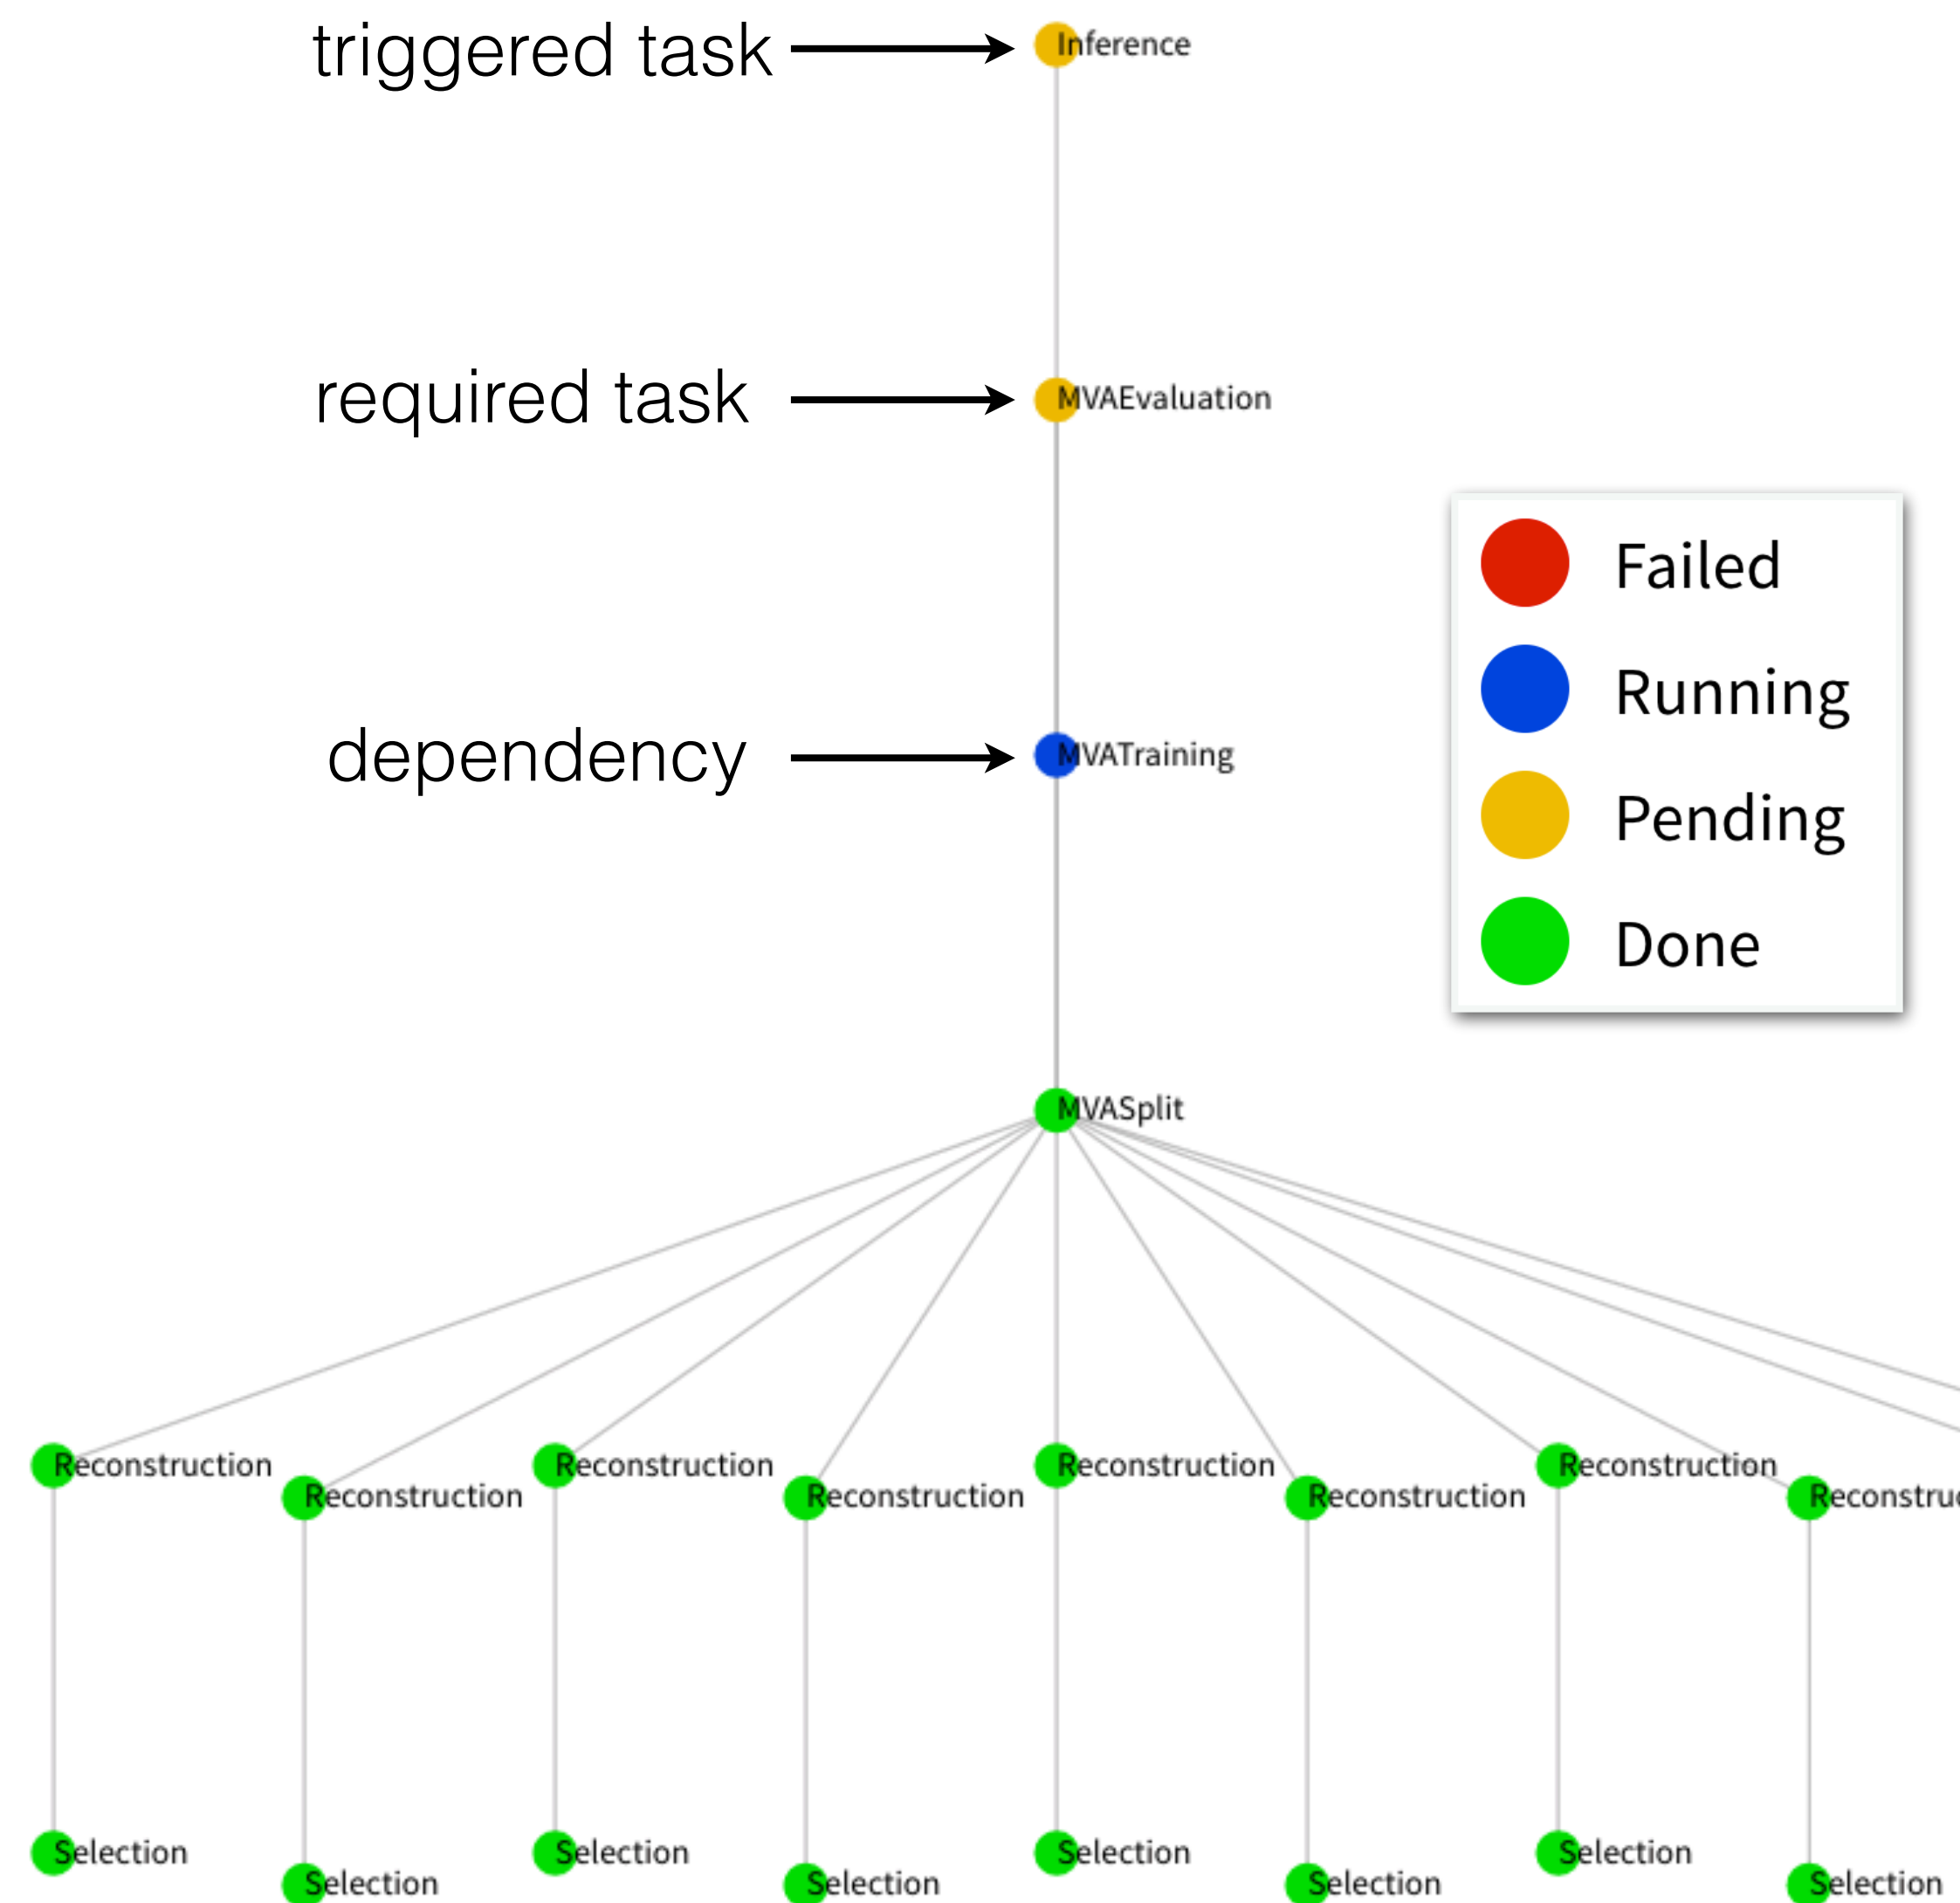 triggered task
Inference
required task
MVAEvaluation
Failed
Running
dependency
MVATraining
Pending
Done
MVASplit
Reconstruction
Reconstruction
Reconstruction
Reconstruction
Reconstruction
Reconstruction
Reconstruction
Reconstruc
Selection
Selection
Selection
Selection
Selection
Selection
Selection
Selection